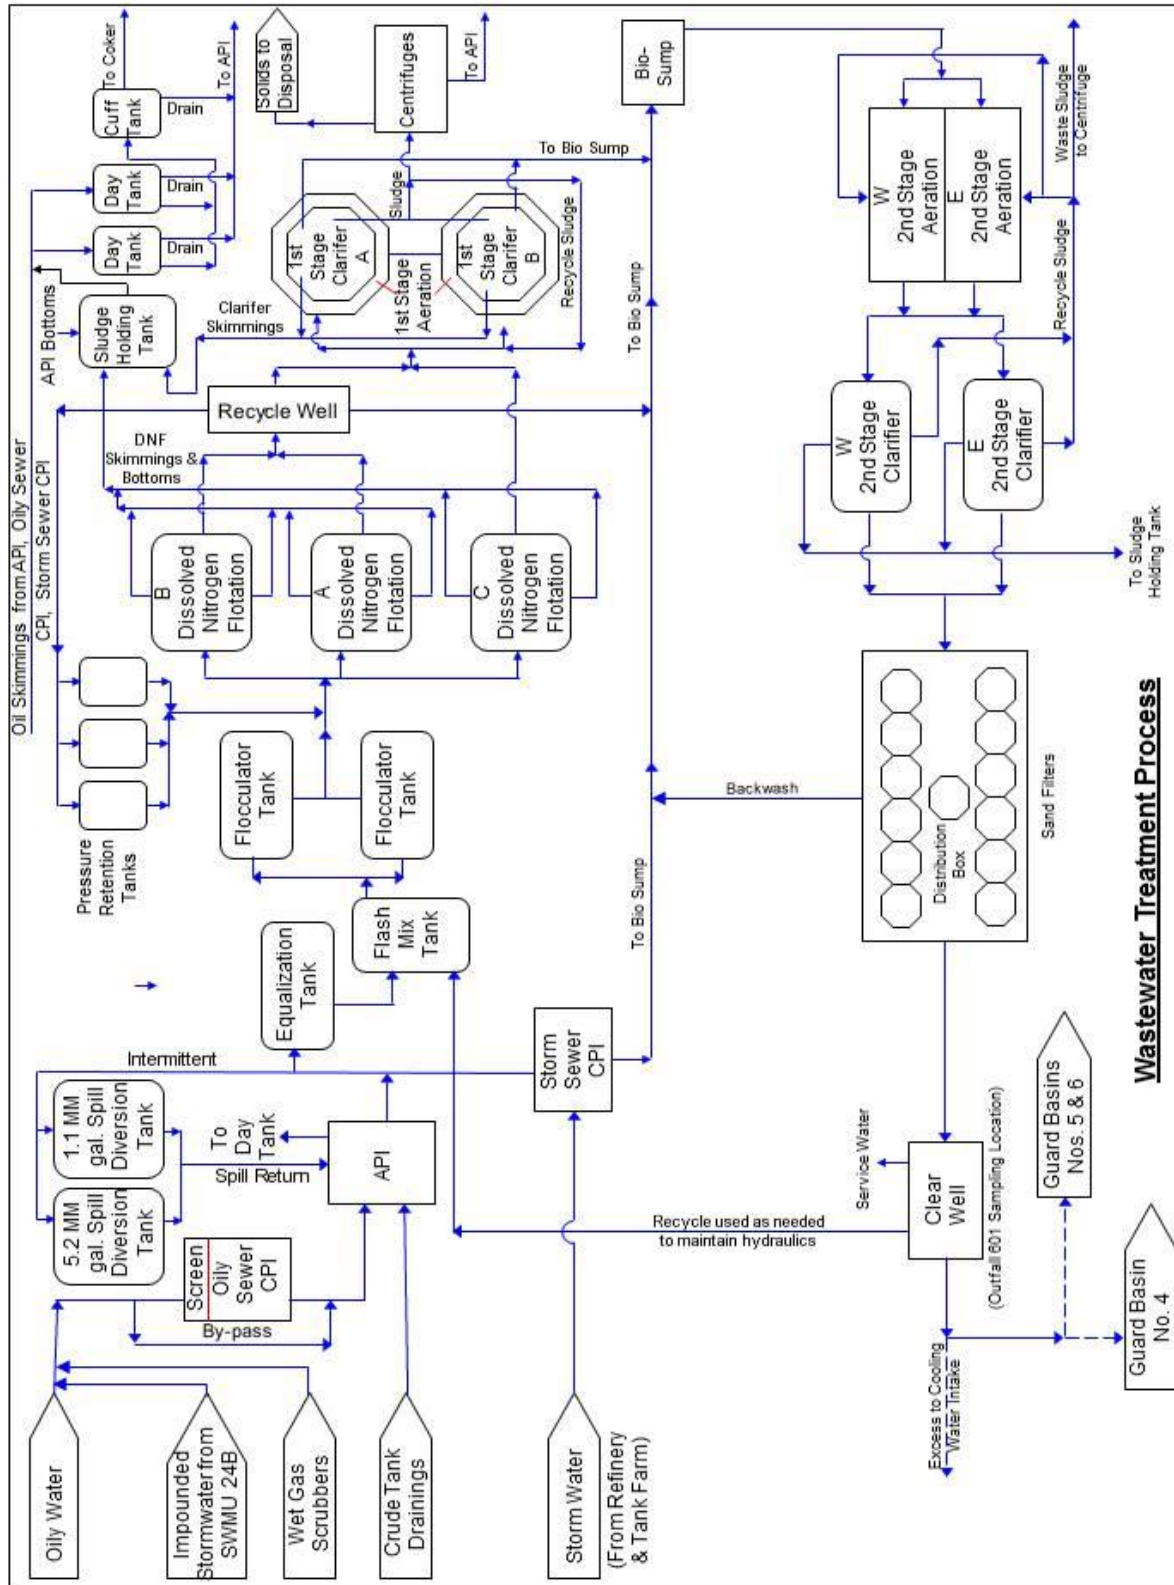 Oily Water
Impounded
Stormwater from
SWMU 24B
Wet Gas
Scrubbers
Crude Tank
Drainings
Storm Water
(From Refinery
& Tank Farm)
5.2 MM
gal. Spill
Diversion
Tank
1.1 MM
gal. Spill
Diversion
Tank
Screen
Oily
Sewer
CPI
By-pass
Intermittent
To
Day
Tank
Spill Return
API
Storm
Sewer
CPI
Equalization
Tank
Flash
Mix
Tank
Flocculator
Tank
Flocculator
Tank
Pressure
Retention
Tanks
Oil Skimmings from API, Oily Sewer
CPI, Storm Sewer CPI
B
Dissolved
Nitrogen
Flotation
A
Dissolved
Nitrogen
Flotation
C
Dissolved
Nitrogen
Flotation
DNF
Skimmings &
Bottoms
Recycle Well
API Bottoms
Sludge
Holding
Tank
Clarifer
Skimmings
Day
Tank
Day
Tank
Cuff
Tank
Drain
Drain
Drain
To Coker
To API
1st
Stage
Clarifer
A
1st
Stage
Clarifer
B
1st Stage
Aeration
Sludge
Recycle Sludge
Solids to
Disposal
Centrifuges
To API
To Bio Sump
To Bio Sump
To Bio Sump
Bio-
Sump
W
2nd Stage
Aeration
E
2nd Stage
Aeration
Waste Sludge
to Centrifuge
Recycle Sludge
W
2nd Stage
Clarifier
E
2nd Stage
Clarifier
To Sludge
Holding Tank
Backwash
Distribution
Box
Sand Filters
Recycle used as needed
to maintain hydraulics
Service Water
Clear
Well
(Outfall 601 Sampling Location)
Excess to Cooling
Water Intake
Guard Basins
Nos. 5 & 6
Guard Basin
No. 4
Wastewater Treatment Process